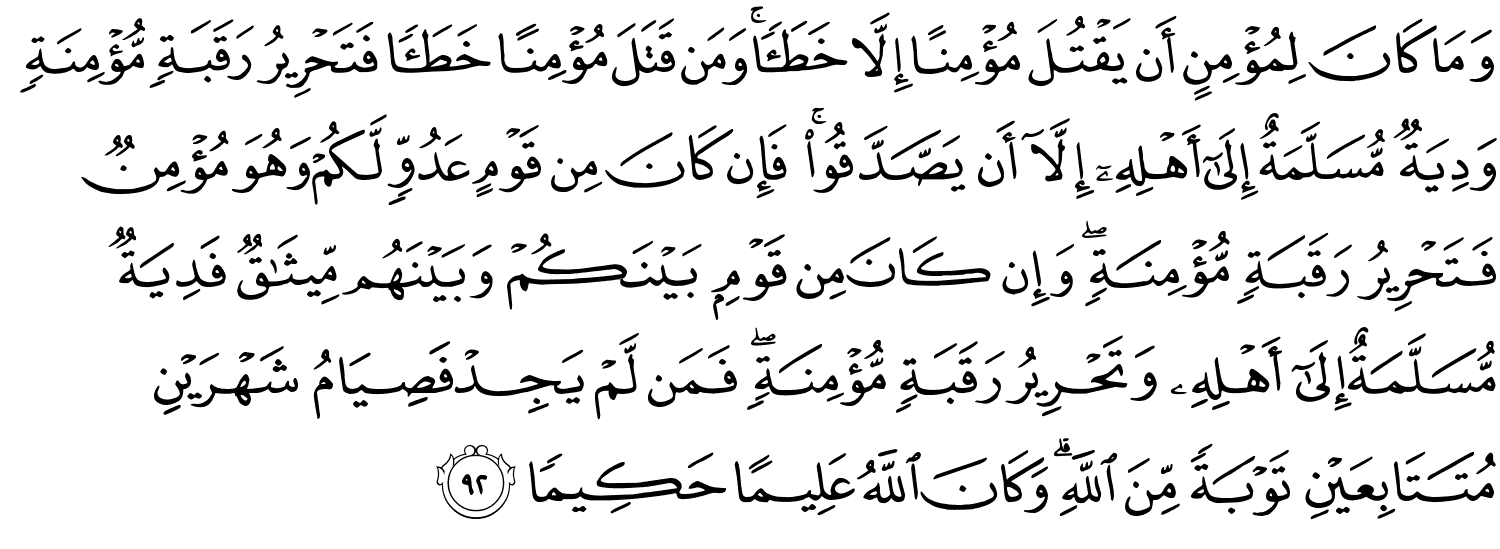 وَمَا كَانَ لِمُؤْمِنٍ أَن يَقْتُلَ مُؤْمِنًا إِلَّا خَطَـًٔا ۚ وَمَن قَتَلَ مُؤْمِنًا خَطَـًٔا فَتَحْرِيرُ رَقَبَةٍ مُّؤْمِنَةٍ
وَدِيَةٌ مُّسَلَّمَةٌ إِلَىٰٓ أَهْلِهِۦٓ إِلَّآ أَن يَصَّدَّقُوا۟ ۚ فَإِن كَانَ مِن قَوْمٍ عَدُوٍّ لَّكُمْ وَهُوَ مُؤْمِنٌ
فَتَحْرِيرُ رَقَبَةٍ مُّؤْمِنَةٍ ۖ وَإِن كَانَ مِن قَوْمٍۭ بَيْنَكُمْ وَبَيْنَهُم مِّيثَـٰقٌ فَدِيَةٌ
مُّسَلَّمَةٌ إِلَىٰٓ أَهْلِهِۦ وَتَحْرِيرُ رَقَبَةٍ مُّؤْمِنَةٍ ۖ فَمَن لَّمْ يَجِدْ فَصِيَامُ شَهْرَيْنِ
مُتَتَابِعَيْنِ تَوْبَةً مِّنَ ٱللَّهِ ۗ وَكَانَ ٱللَّهُ عَلِيمًا حَكِيمًا ٩٢